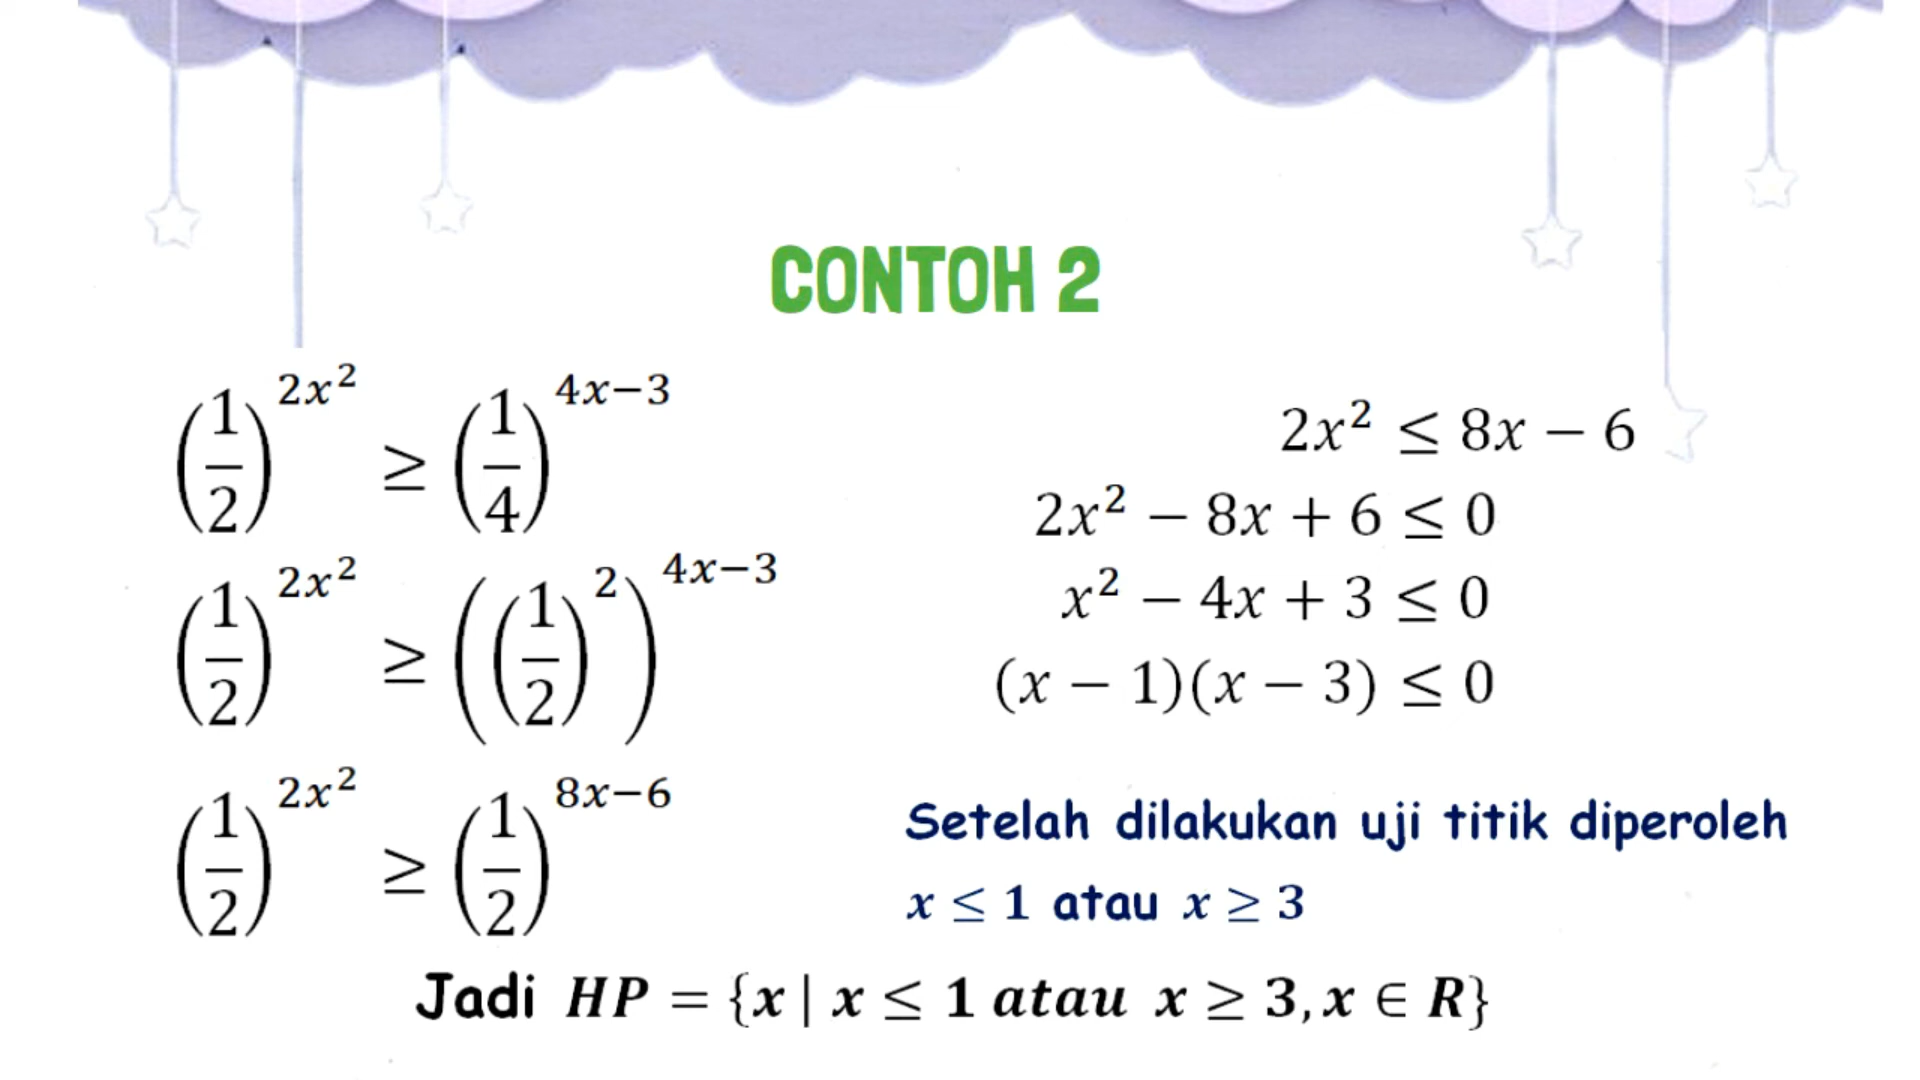 CONTOH 2
(1/2)^{2x²} ≥ (1/4)^{4x−3}
(1/2)^{2x²} ≥ ((1/2)²)^{4x−3}
(1/2)^{2x²} ≥ (1/2)^{8x−6}
2x² ≤ 8x − 6
2x² − 8x + 6 ≤ 0
x² − 4x + 3 ≤ 0
(x − 1)(x − 3) ≤ 0
Setelah dilakukan uji titik diperoleh
x ≤ 1 atau x ≥ 3
Jadi HP = {x | x ≤ 1 atau x ≥ 3, x ∈ R}